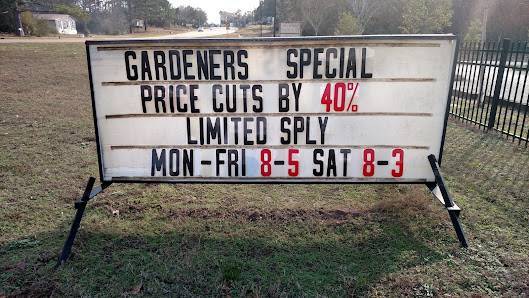 GARDENERS SPECIAL
PRICE CUTS BY 40%
LIMITED SPLY
MON-FRI 8-5 SAT 8-3